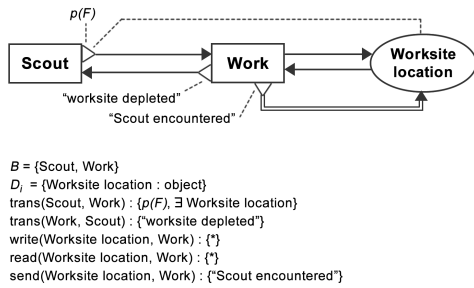 p(F)
Scout
Work
Worksite
location
"worksite depleted"
"Scout encountered"
B = {Scout, Work}
Di = {Worksite location : object}
trans(Scout, Work) : {p(F), ∃ Worksite location}
trans(Work, Scout) : {"worksite depleted"}
write(Worksite location, Work) : {*}
read(Worksite location, Work) : {*}
send(Worksite location, Work) : {"Scout encountered"}